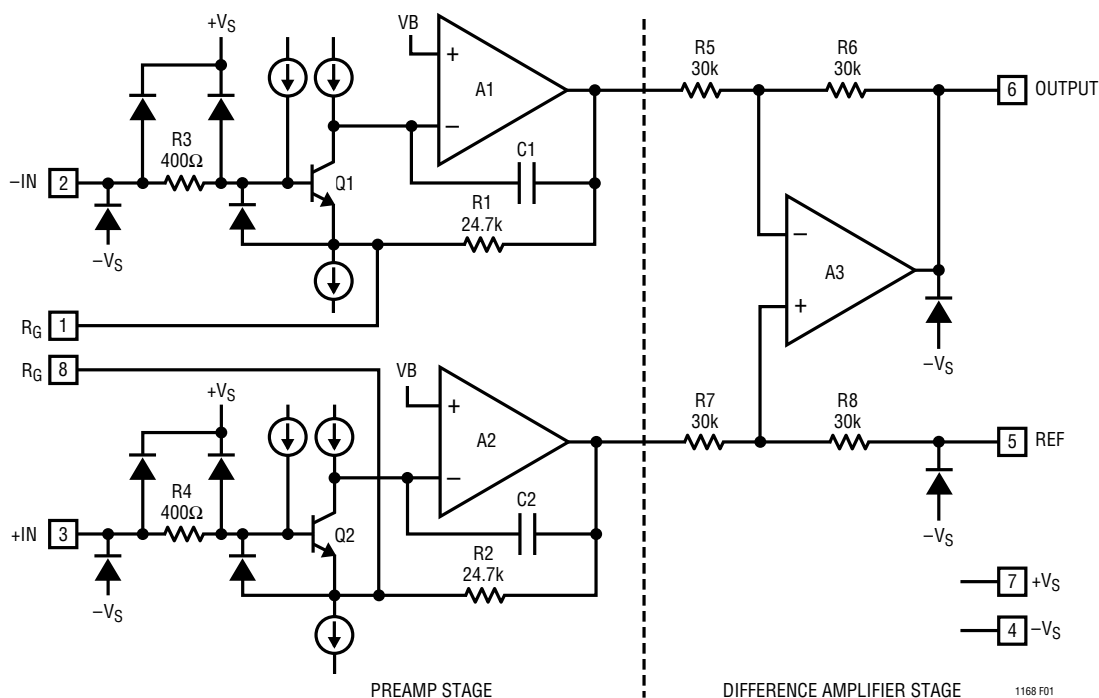 +VS
VB
R3
400Ω
–IN 2
–VS
Q1
A1
+
–
C1
R1
24.7k
R5
30k
R6
30k
6 OUTPUT
–
A3
+
–VS
RG 1
RG 8
+VS
VB
R4
400Ω
+IN 3
–VS
Q2
A2
+
–
C2
R2
24.7k
R7
30k
R8
30k
5 REF
–VS
7 +VS
4 –VS
PREAMP STAGE
DIFFERENCE AMPLIFIER STAGE
1168 F01